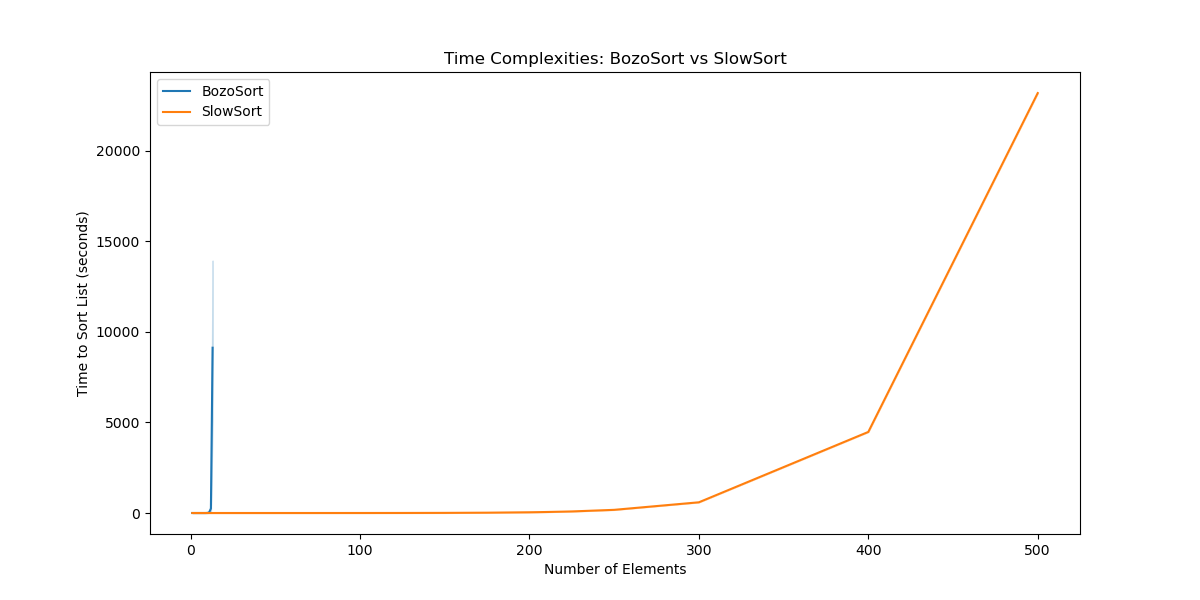 Time Complexities: BozoSort vs SlowSort
BozoSort
SlowSort
Time to Sort List (seconds)
20000
15000
10000
5000
0
0 100 200 300 400 500
Number of Elements